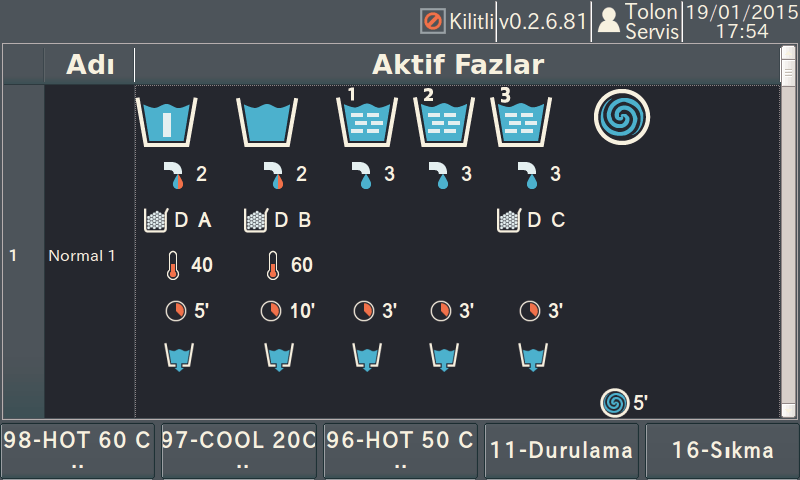 Kilitli v0.2.6.81 Tolon Servis 19/01/2015 17:54
Adı Aktif Fazlar
1 2 3
2 2 3 3 3
D A D B D C
1 Normal 1
40 60
5' 10' 3' 3' 3'
5'
98-HOT 60 C ..
97-COOL 20C ..
96-HOT 50 C ..
11-Durulama
16-Sıkma